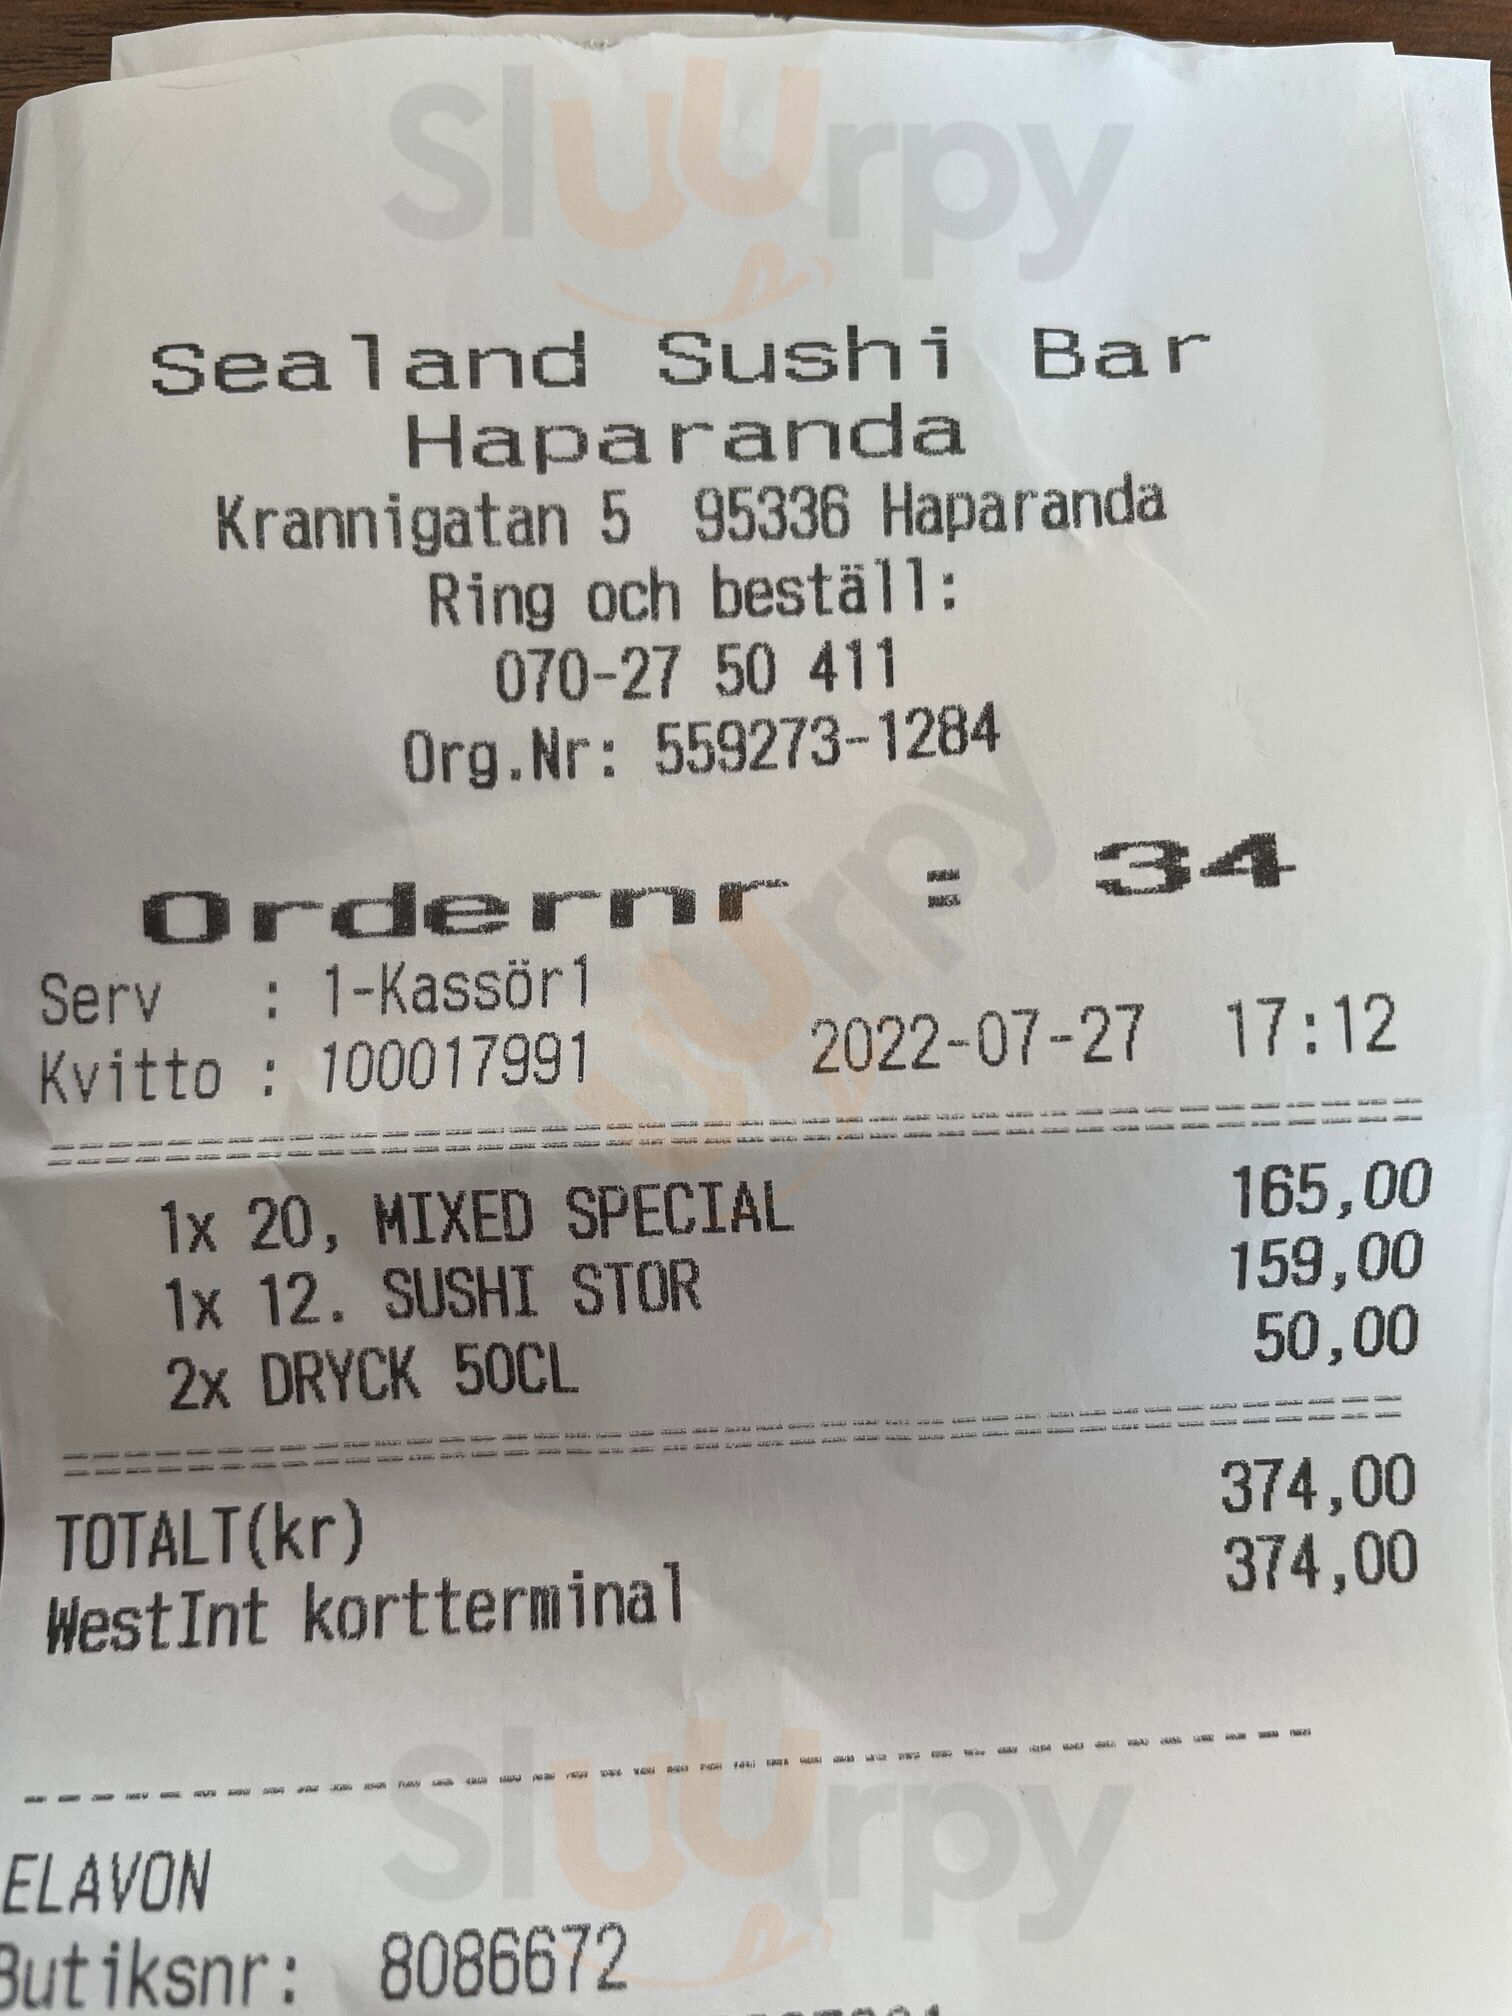 Sluurpy
Sealand Sushi Bar
Haparanda
Krannigatan 5 95336 Haparanda
Ring och beställ:
070-27 50 411
Org.Nr: 559273-1284
Sluurpy
Ordernr : 34
Serv : 1-Kassör1
Kvitto : 100017991 2022-07-27 17:12
1x 20, MIXED SPECIAL 165,00
1x 12. SUSHI STOR 159,00
2x DRYCK 50CL 50,00
TOTALT(kr) 374,00
WestInt kortterminal 374,00
Sluurpy
ELAVON
Butiksnr: 8086672